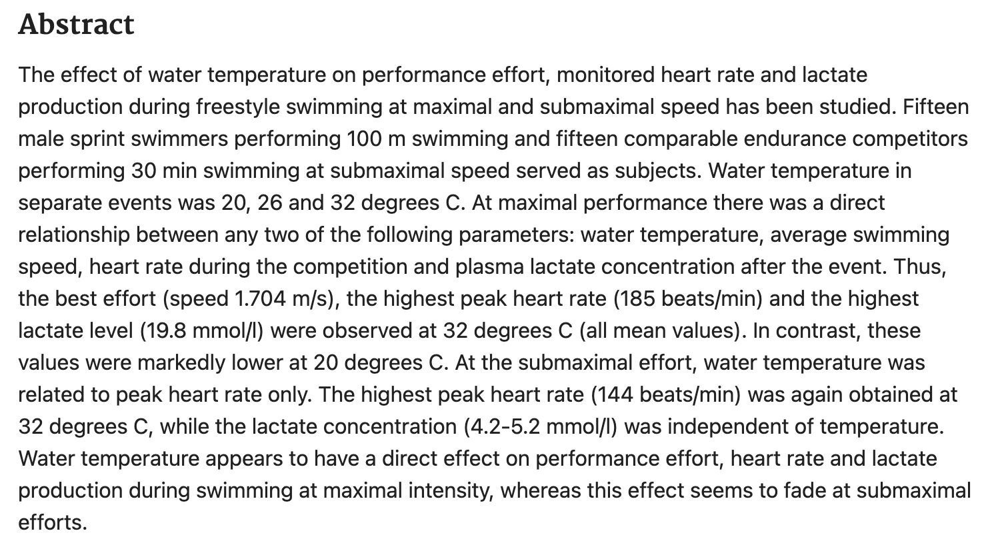 Abstract
The effect of water temperature on performance effort, monitored heart rate and lactate
production during freestyle swimming at maximal and submaximal speed has been studied. Fifteen
male sprint swimmers performing 100 m swimming and fifteen comparable endurance competitors
performing 30 min swimming at submaximal speed served as subjects. Water temperature in
separate events was 20, 26 and 32 degrees C. At maximal performance there was a direct
relationship between any two of the following parameters: water temperature, average swimming
speed, heart rate during the competition and plasma lactate concentration after the event. Thus,
the best effort (speed 1.704 m/s), the highest peak heart rate (185 beats/min) and the highest
lactate level (19.8 mmol/l) were observed at 32 degrees C (all mean values). In contrast, these
values were markedly lower at 20 degrees C. At the submaximal effort, water temperature was
related to peak heart rate only. The highest peak heart rate (144 beats/min) was again obtained at
32 degrees C, while the lactate concentration (4.2-5.2 mmol/l) was independent of temperature.
Water temperature appears to have a direct effect on performance effort, heart rate and lactate
production during swimming at maximal intensity, whereas this effect seems to fade at submaximal
efforts.